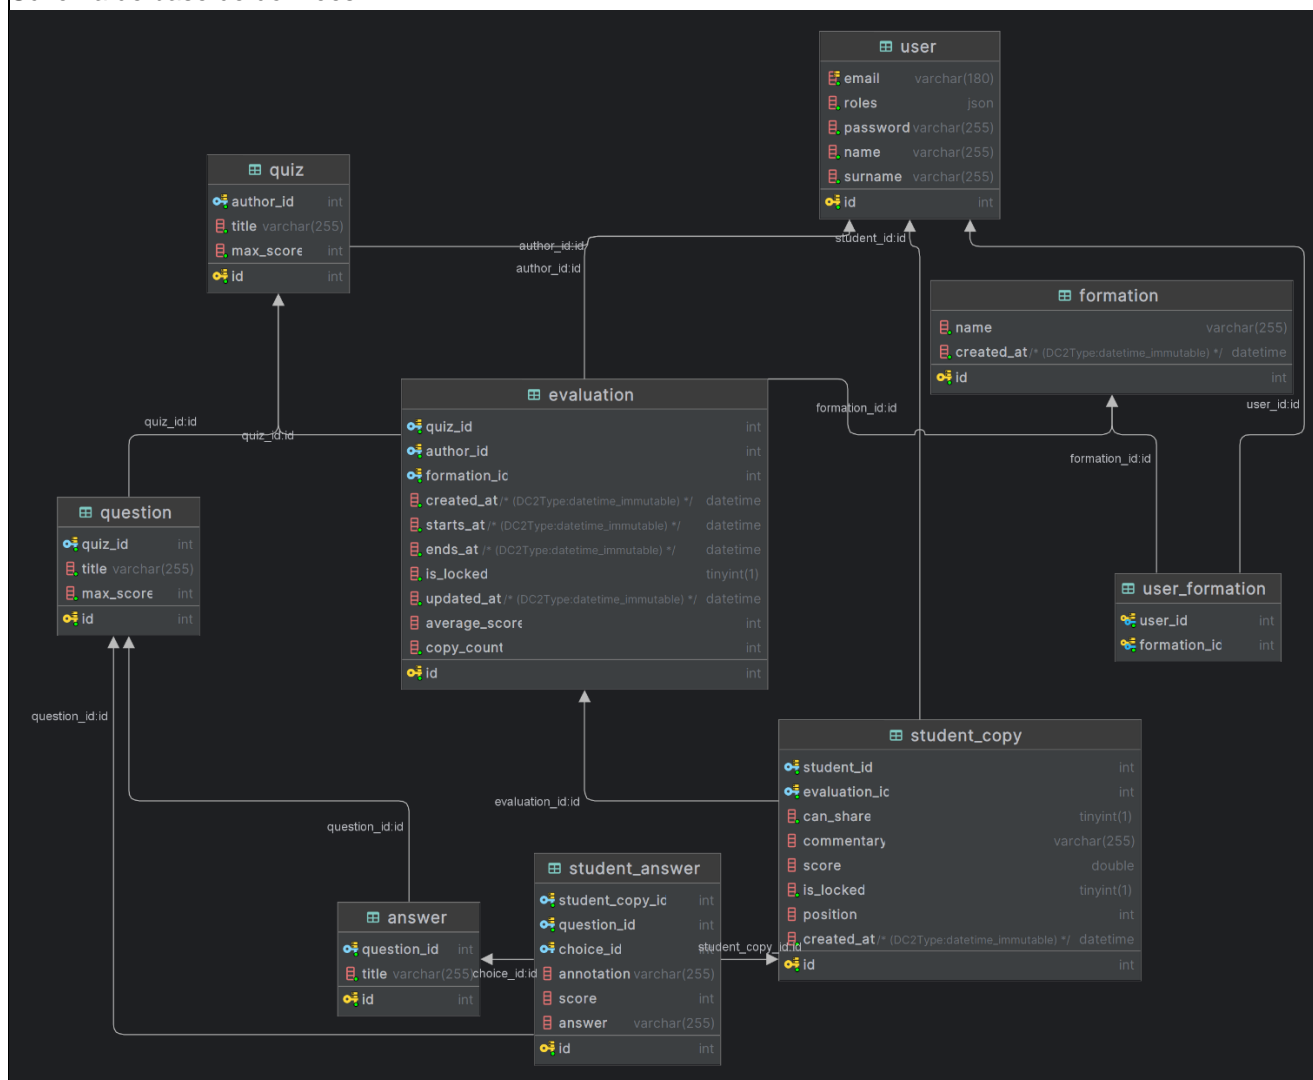 user
email varchar(180)
roles json
password varchar(255)
name varchar(255)
surname varchar(255)
id int
quiz
author_id int
title varchar(255)
max_score int
id int
author_id:id
author_id:id
student_id:id
formation
name varchar(255)
created_at /* (DC2Type:datetime_immutable) */ datetime
id int
user_id:id
formation_id:id
formation_id:id
quiz_id:id
quiz_id:id
evaluation
quiz_id int
author_id int
formation_id int
created_at /* (DC2Type:datetime_immutable) */ datetime
starts_at /* (DC2Type:datetime_immutable) */ datetime
ends_at /* (DC2Type:datetime_immutable) */ datetime
is_locked tinyint(1)
updated_at /* (DC2Type:datetime_immutable) */ datetime
average_score int
copy_count int
id int
question
quiz_id int
title varchar(255)
max_score int
id int
user_formation
user_id int
formation_id int
question_id:id
evaluation_id:id
question_id:id
student_copy
student_id int
evaluation_id int
can_share tinyint(1)
commentary varchar(255)
score double
is_locked tinyint(1)
position int
created_at /* (DC2Type:datetime_immutable) */ datetime
id int
student_answer
student_copy_id int
question_id int
choice_id int
annotation varchar(255)
score int
answer varchar(255)
id int
student_copy_id:id
choice_id:id
answer
question_id int
title varchar(255)
id int